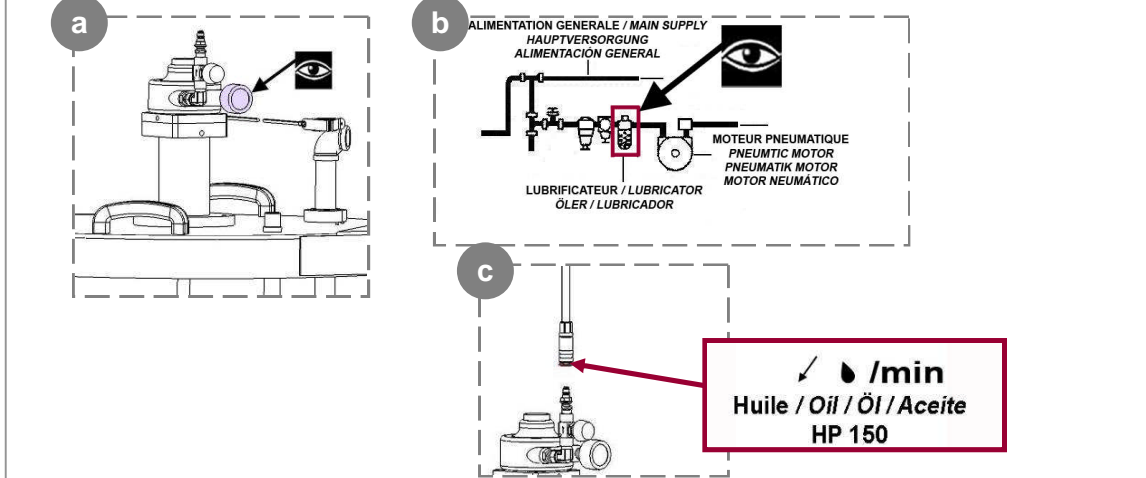 a
b
ALIMENTATION GENERALE / MAIN SUPPLY
HAUPTVERSORGUNG
ALIMENTACIÓN GENERAL
MOTEUR PNEUMATIQUE
PNEUMTIC MOTOR
PNEUMATIK MOTOR
MOTOR NEUMÁTICO
LUBRIFICATEUR / LUBRICATOR
ÖLER / LUBRICADOR
c
/min
Huile / Oil / Öl / Aceite
HP 150